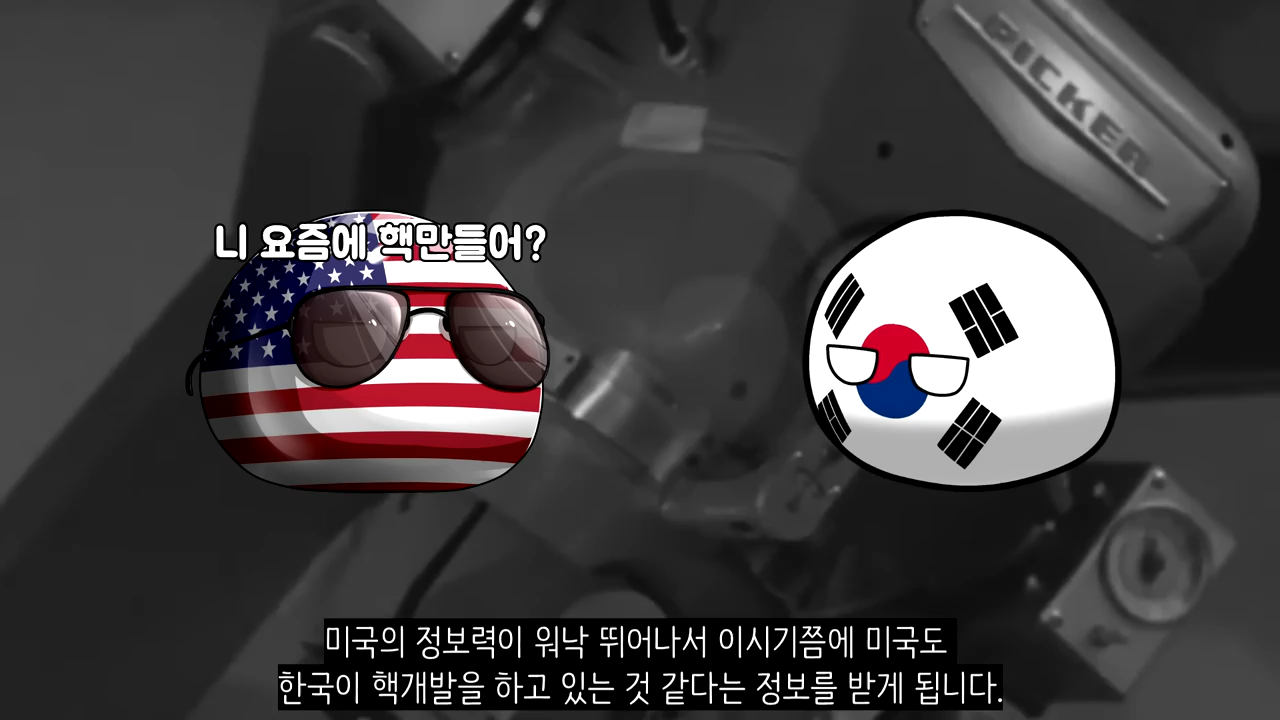 PICKER
니 요즘에 핵만들어?
미국의 정보력이 워낙 뛰어나서 이시기쯤에 미국도
한국이 핵개발을 하고 있는 것 같다는 정보를 받게 됩니다.